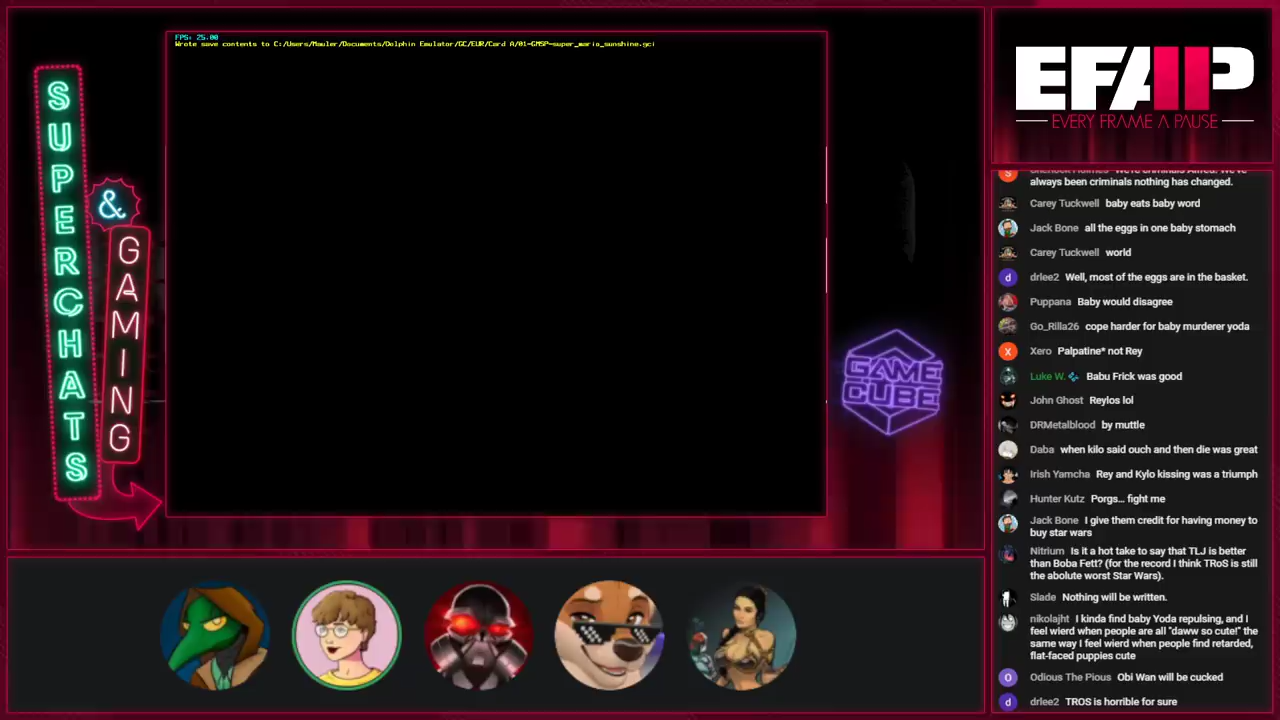 FPS: 25.00
Wrote save contents to C:/Users/Mauler/Documents/Dolphin Emulator/GC/EUR/Card A/01-GMSP-super_mario_sunshine.gci
SUPERCHATS
&
GAMING
GAME
CUBE
EFAP
EVERY FRAME A PAUSE
always been criminals nothing has changed.
Carey Tuckwell baby eats baby word
Jack Bone all the eggs in one baby stomach
Carey Tuckwell world
d drlee2 Well, most of the eggs are in the basket.
Puppana Baby would disagree
Go_Rilla26 cope harder for baby murderer yoda
X Xero Palpatine* not Rey
Luke W. Babu Frick was good
John Ghost Reylos lol
DRMetalblood by muttle
Daba when kilo said ouch and then die was great
Irish Yamcha Rey and Kylo kissing was a triumph
Hunter Kutz Porgs... fight me
Jack Bone I give them credit for having money to
buy star wars
Nitrium Is it a hot take to say that TLJ is better
than Boba Fett? (for the record I think TRoS is still
the abolute worst Star Wars).
Slade Nothing will be written.
nikolajht I kinda find baby Yoda repulsing, and I
feel wierd when people are all "daww so cute!" the
same way I feel wierd when people find retarded,
flat-faced puppies cute
O Odious The Pious Obi Wan will be cucked
d drlee2 TROS is horrible for sure